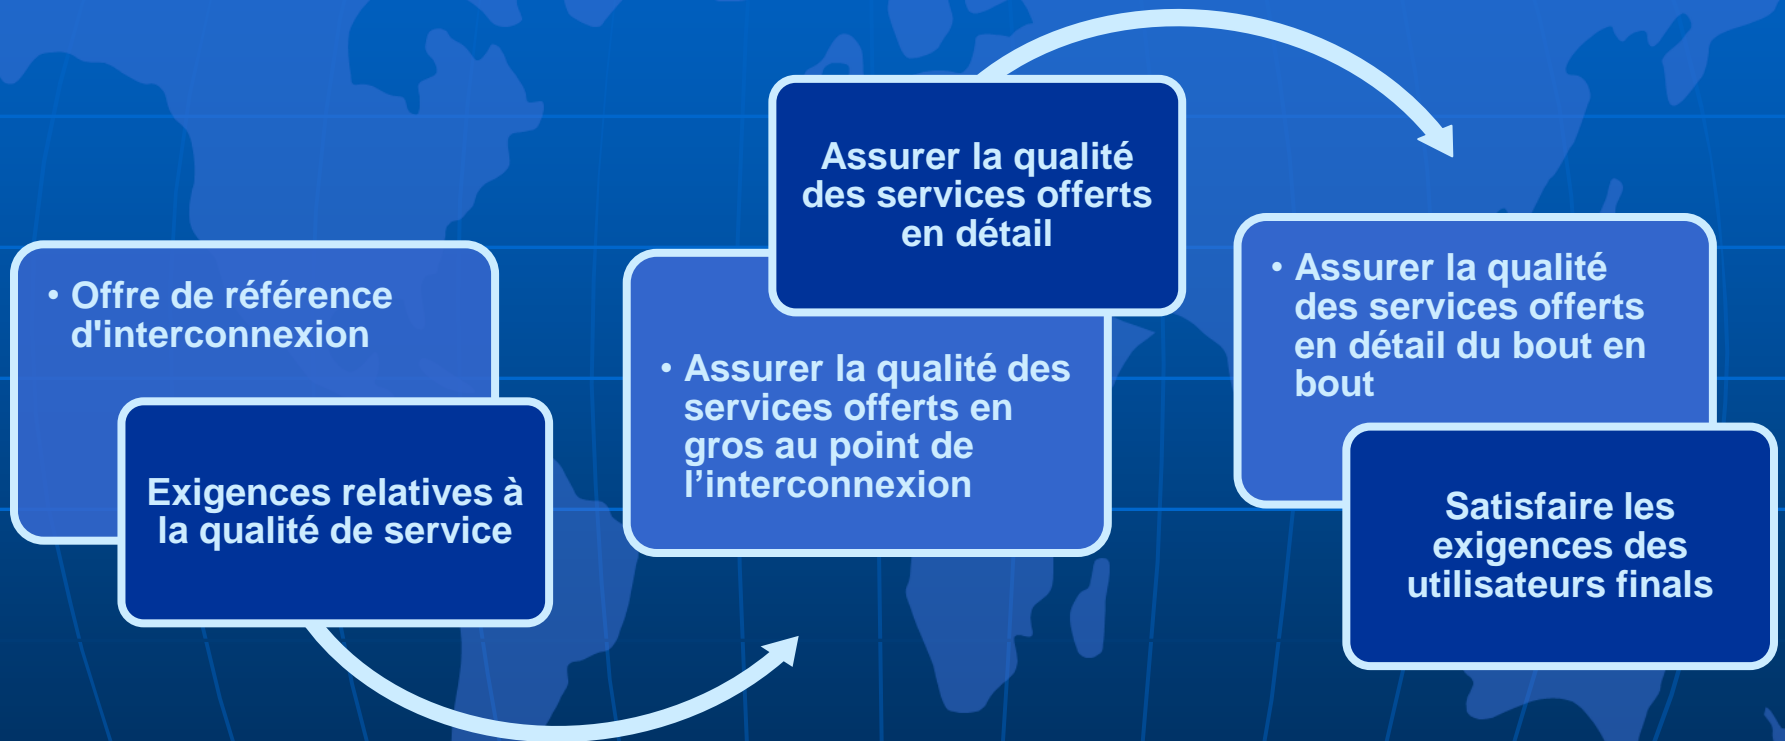 • Offre de référence
d'interconnexion
Exigences relatives à
la qualité de service
Assurer la qualité
des services offerts
en détail
• Assurer la qualité des
services offerts en
gros au point de
l’interconnexion
• Assurer la qualité
des services offerts
en détail du bout en
bout
Satisfaire les
exigences des
utilisateurs finals